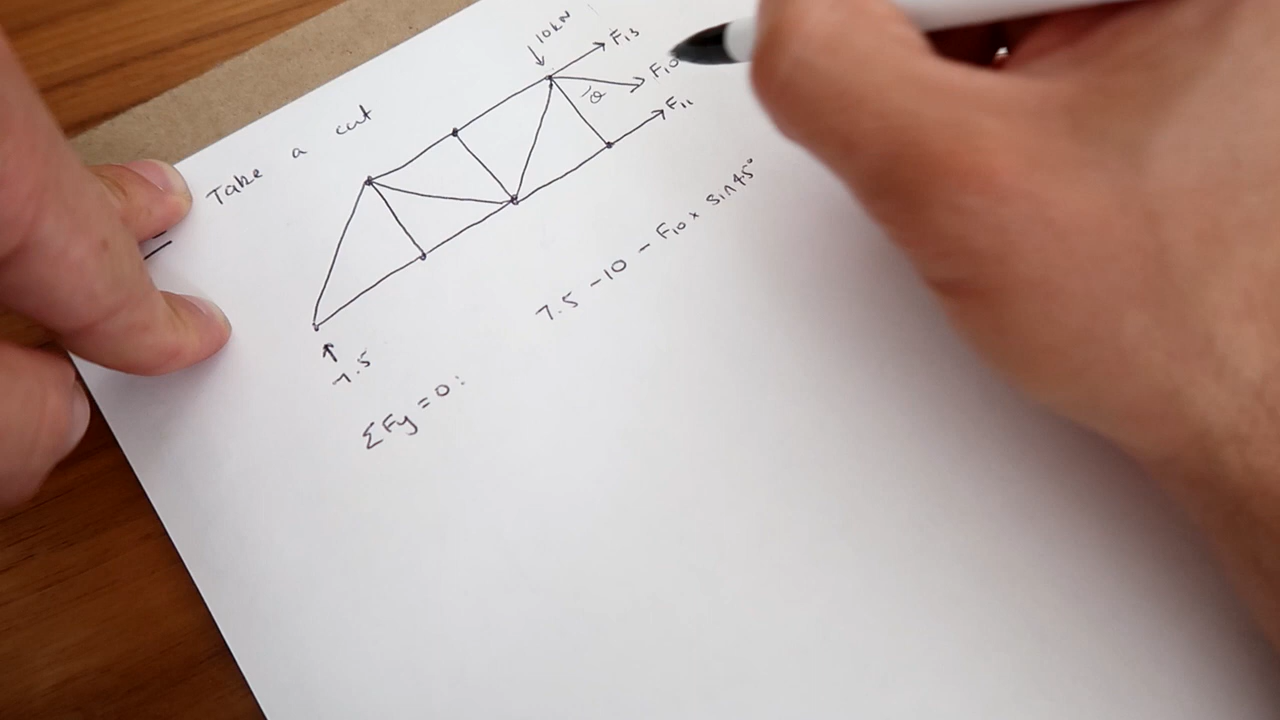 Take a cut
10kN
F13
F10
θ
F11
7.5
ΣFy = 0:
7.5 -10 - F10 × sin45°